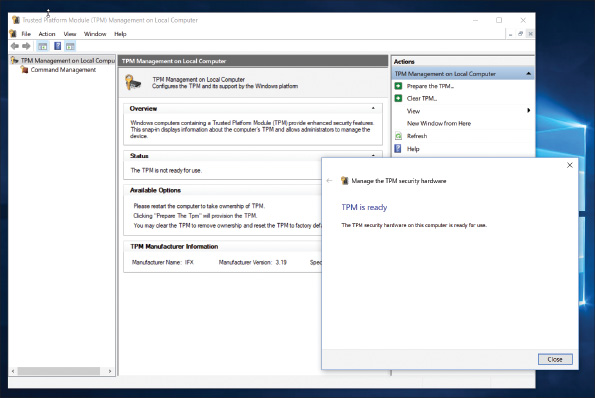 Trusted Platform Module (TPM) Management on Local Computer
File Action View Window Help
TPM Management on Local Compu
Command Management
TPM Management on Local Computer
TPM Management on Local Computer
Configures the TPM and its support by the Windows platform
Overview
Windows computers containing a Trusted Platform Module (TPM) provide enhanced security features.
This snap-in displays information about the computer's TPM and allows administrators to manage the
device.
Status
The TPM is not ready for use.
Available Options
Please restart the computer to take ownership of TPM.
Clicking "Prepare The Tpm" will provision the TPM.
You may clear the TPM to remove ownership and reset the TPM to factory def
TPM Manufacturer Information
Manufacturer Name: IFX Manufacturer Version: 3.19 Spec
Actions
TPM Management on Local Computer
Prepare the TPM...
Clear TPM...
View
New Window from Here
Refresh
Help
Manage the TPM security hardware
TPM is ready
The TPM security hardware on this computer is ready for use.
Close